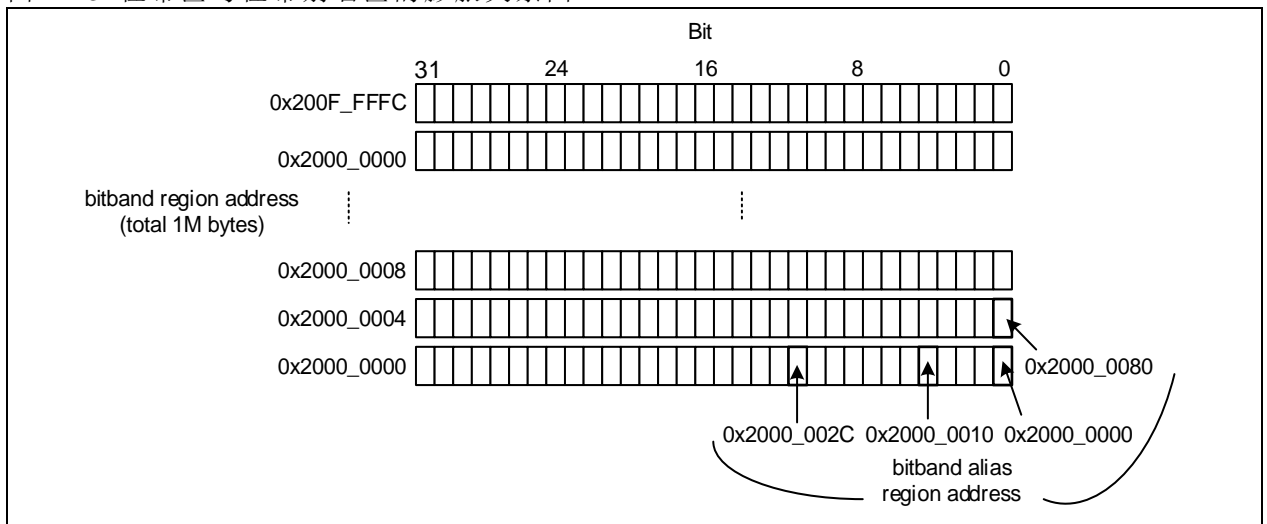 Bit
31 24 16 8 0
0x200F_FFFC
0x2000_0000
bitband region address
(total 1M bytes)
0x2000_0008
0x2000_0004
0x2000_0000
0x2000_0080
0x2000_002C 0x2000_0010 0x2000_0000
bitband alias
region address